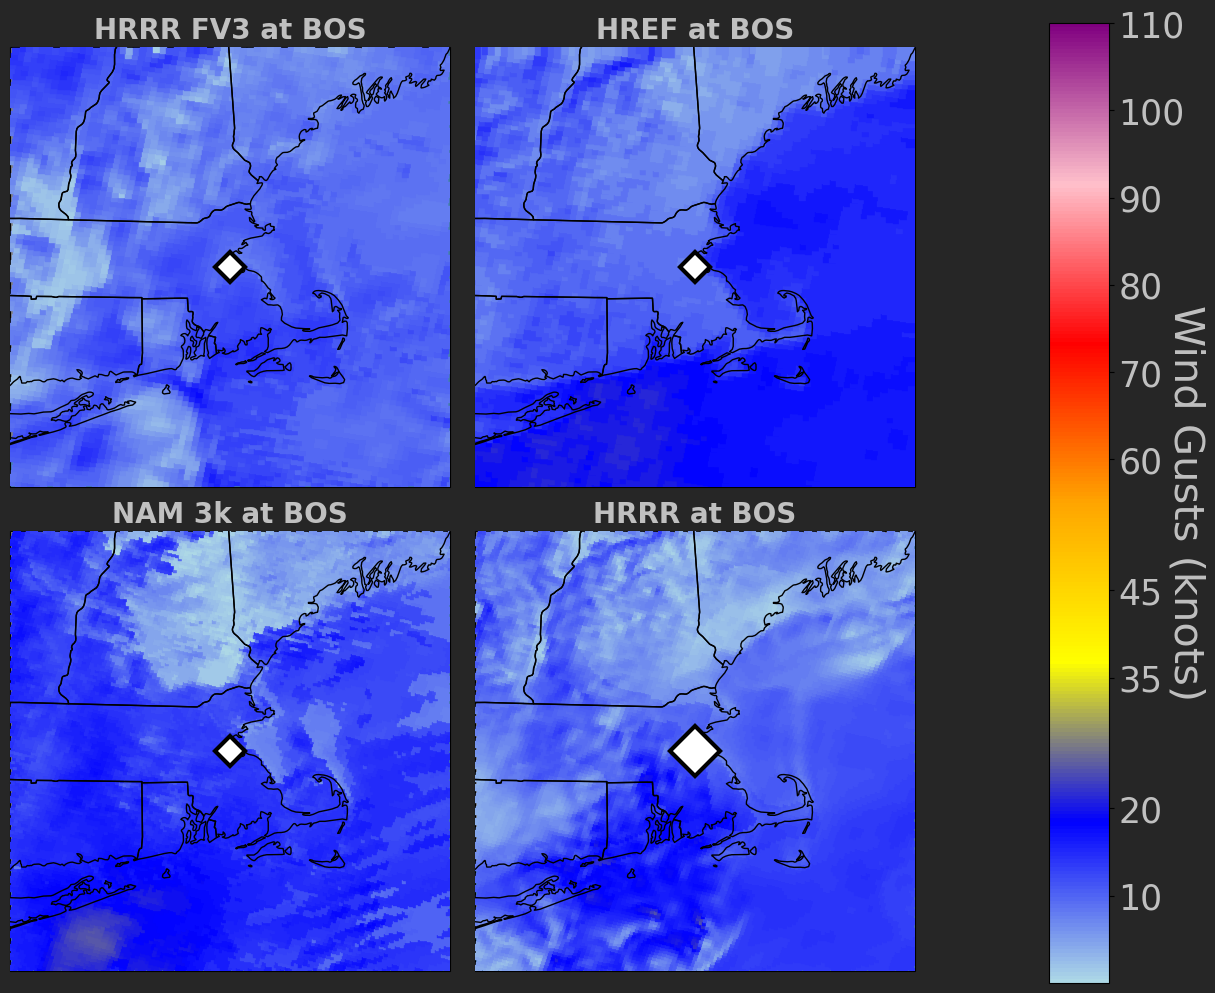 HRRR FV3 at BOS
HREF at BOS
NAM 3k at BOS
HRRR at BOS
110
100
90
80
70
60
45
35
20
10
Wind Gusts (knots)